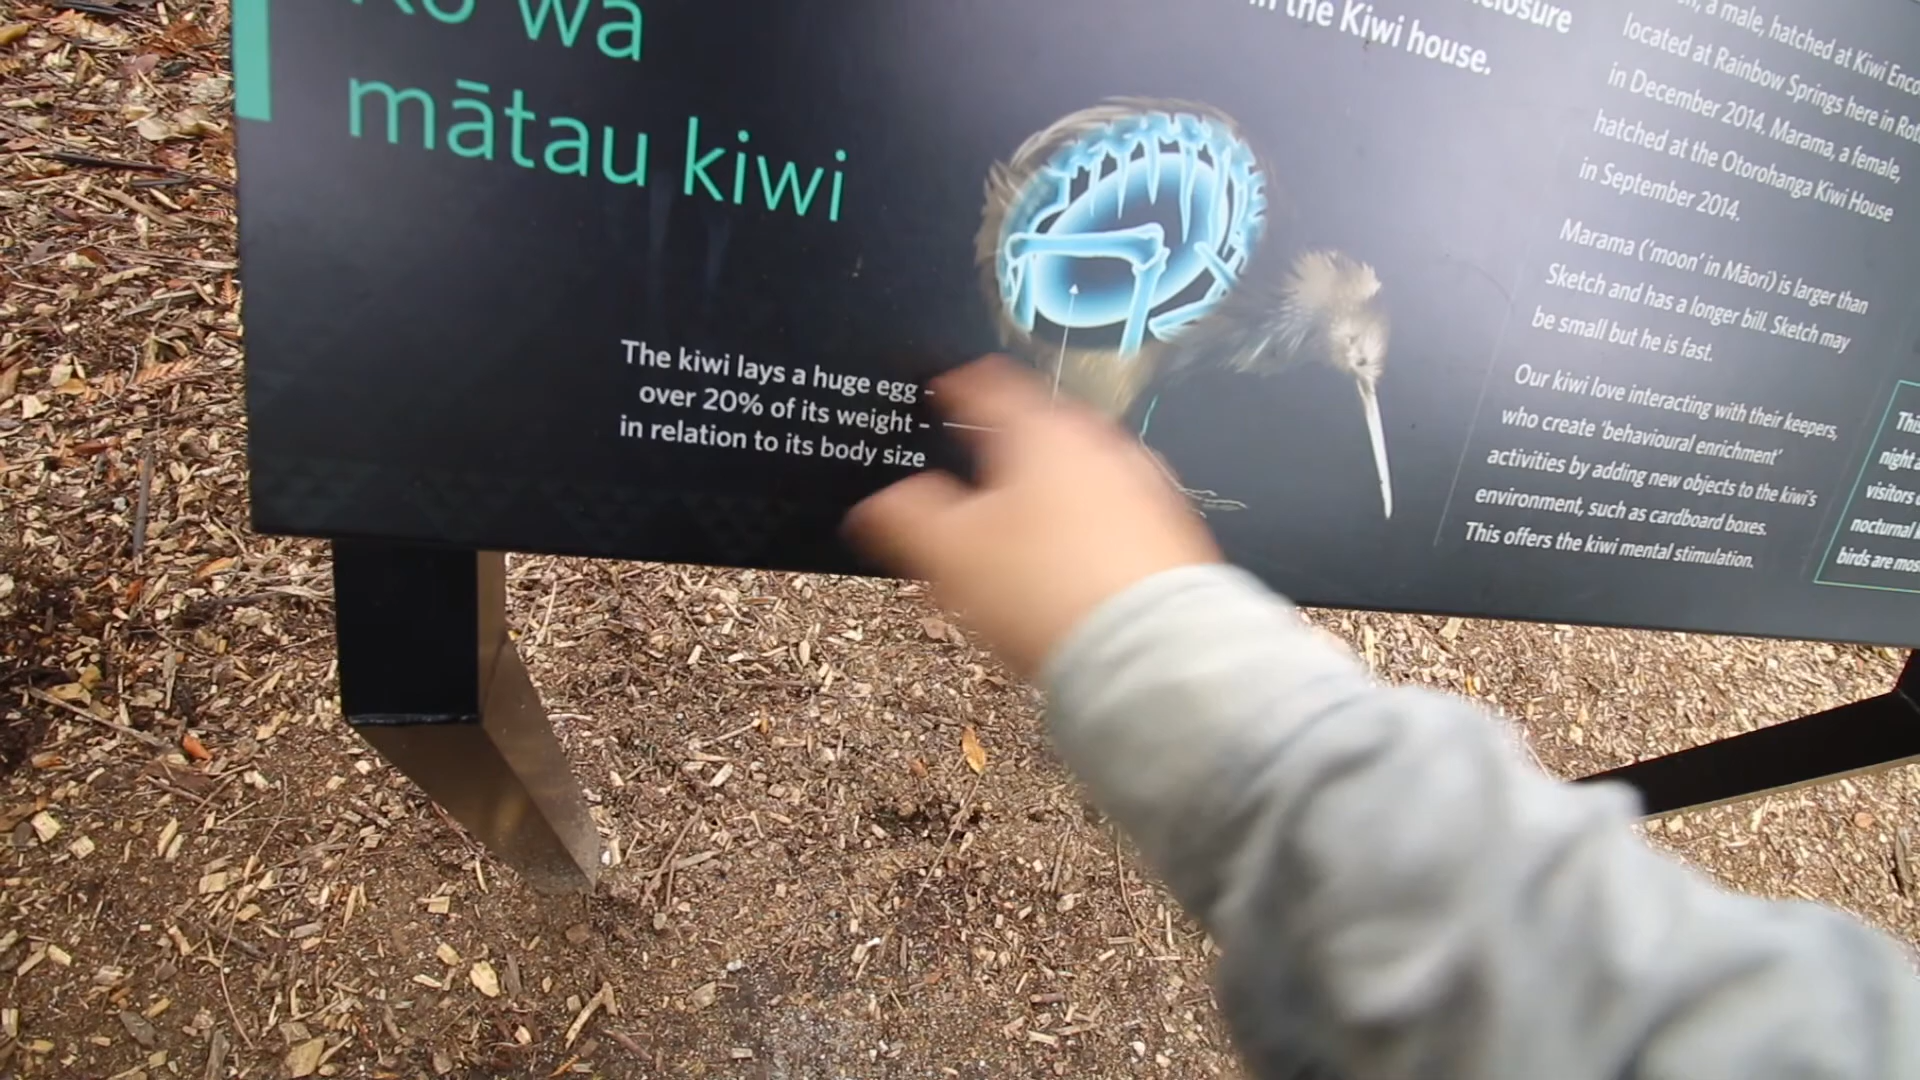 Ko wa
mātau kiwi
The kiwi lays a huge egg -
over 20% of its weight -
in relation to its body size
in the Kiwi house.
a male, hatched at Kiwi
located at Rainbow Springs here in
in December 2014. Marama, a female,
hatched at the Otorohanga Kiwi House
in September 2014.
Marama ('moon' in Māori) is larger than
Sketch and has a longer bill. Sketch may
be small but he is fast.
Our kiwi love interacting with their keepers,
who create 'behavioural enrichment'
activities by adding new objects to the kiwi's
environment, such as cardboard boxes.
This offers the kiwi mental stimulation.
night
visitors
nocturnal
birds are